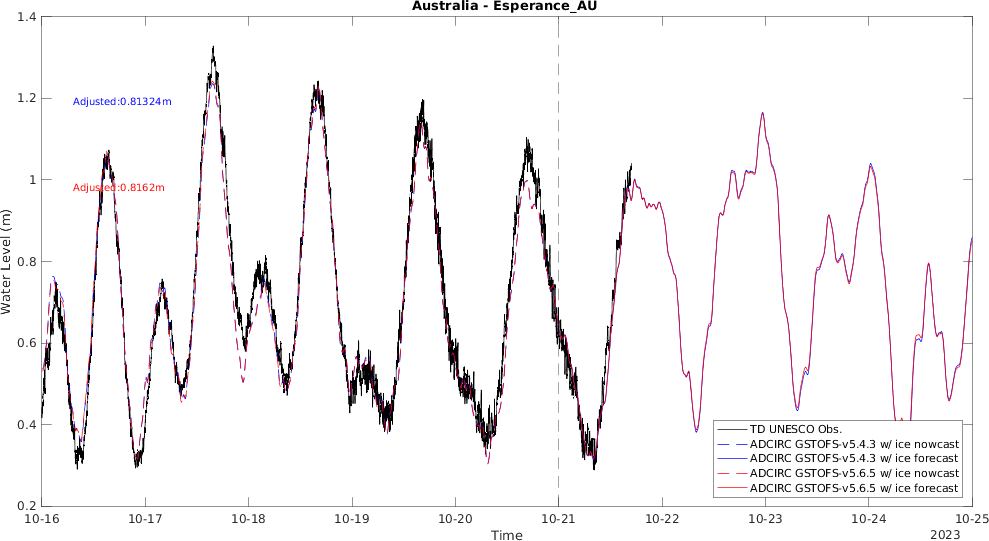 Australia - Esperance_AU
1.4
1.2
1
0.8
0.6
0.4
0.2
Water Level (m)
Adjusted:0.81324m
Adjusted:0.8162m
TD UNESCO Obs.
ADCIRC GSTOFS-v5.4.3 w/ ice nowcast
ADCIRC GSTOFS-v5.4.3 w/ ice forecast
ADCIRC GSTOFS-v5.6.5 w/ ice nowcast
ADCIRC GSTOFS-v5.6.5 w/ ice forecast
10-16 10-17 10-18 10-19 10-20 10-21 10-22 10-23 10-24 10-25
Time
2023